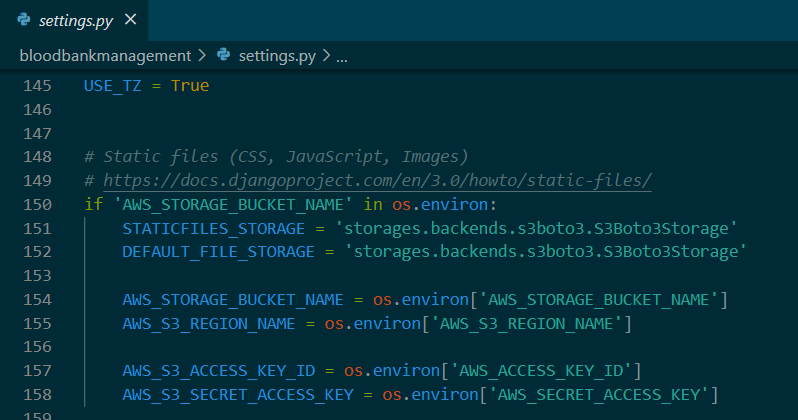 settings.py ×
bloodbankmanagement > settings.py > ...
145 USE_TZ = True
146
147
148 # Static files (CSS, JavaScript, Images)
149 # https://docs.djangoproject.com/en/3.0/howto/static-files/
150 if 'AWS_STORAGE_BUCKET_NAME' in os.environ:
151 STATICFILES_STORAGE = 'storages.backends.s3boto3.S3Boto3Storage'
152 DEFAULT_FILE_STORAGE = 'storages.backends.s3boto3.S3Boto3Storage'
153
154 AWS_STORAGE_BUCKET_NAME = os.environ['AWS_STORAGE_BUCKET_NAME']
155 AWS_S3_REGION_NAME = os.environ['AWS_S3_REGION_NAME']
156
157 AWS_S3_ACCESS_KEY_ID = os.environ['AWS_ACCESS_KEY_ID']
158 AWS_S3_SECRET_ACCESS_KEY = os.environ['AWS_SECRET_ACCESS_KEY']
159